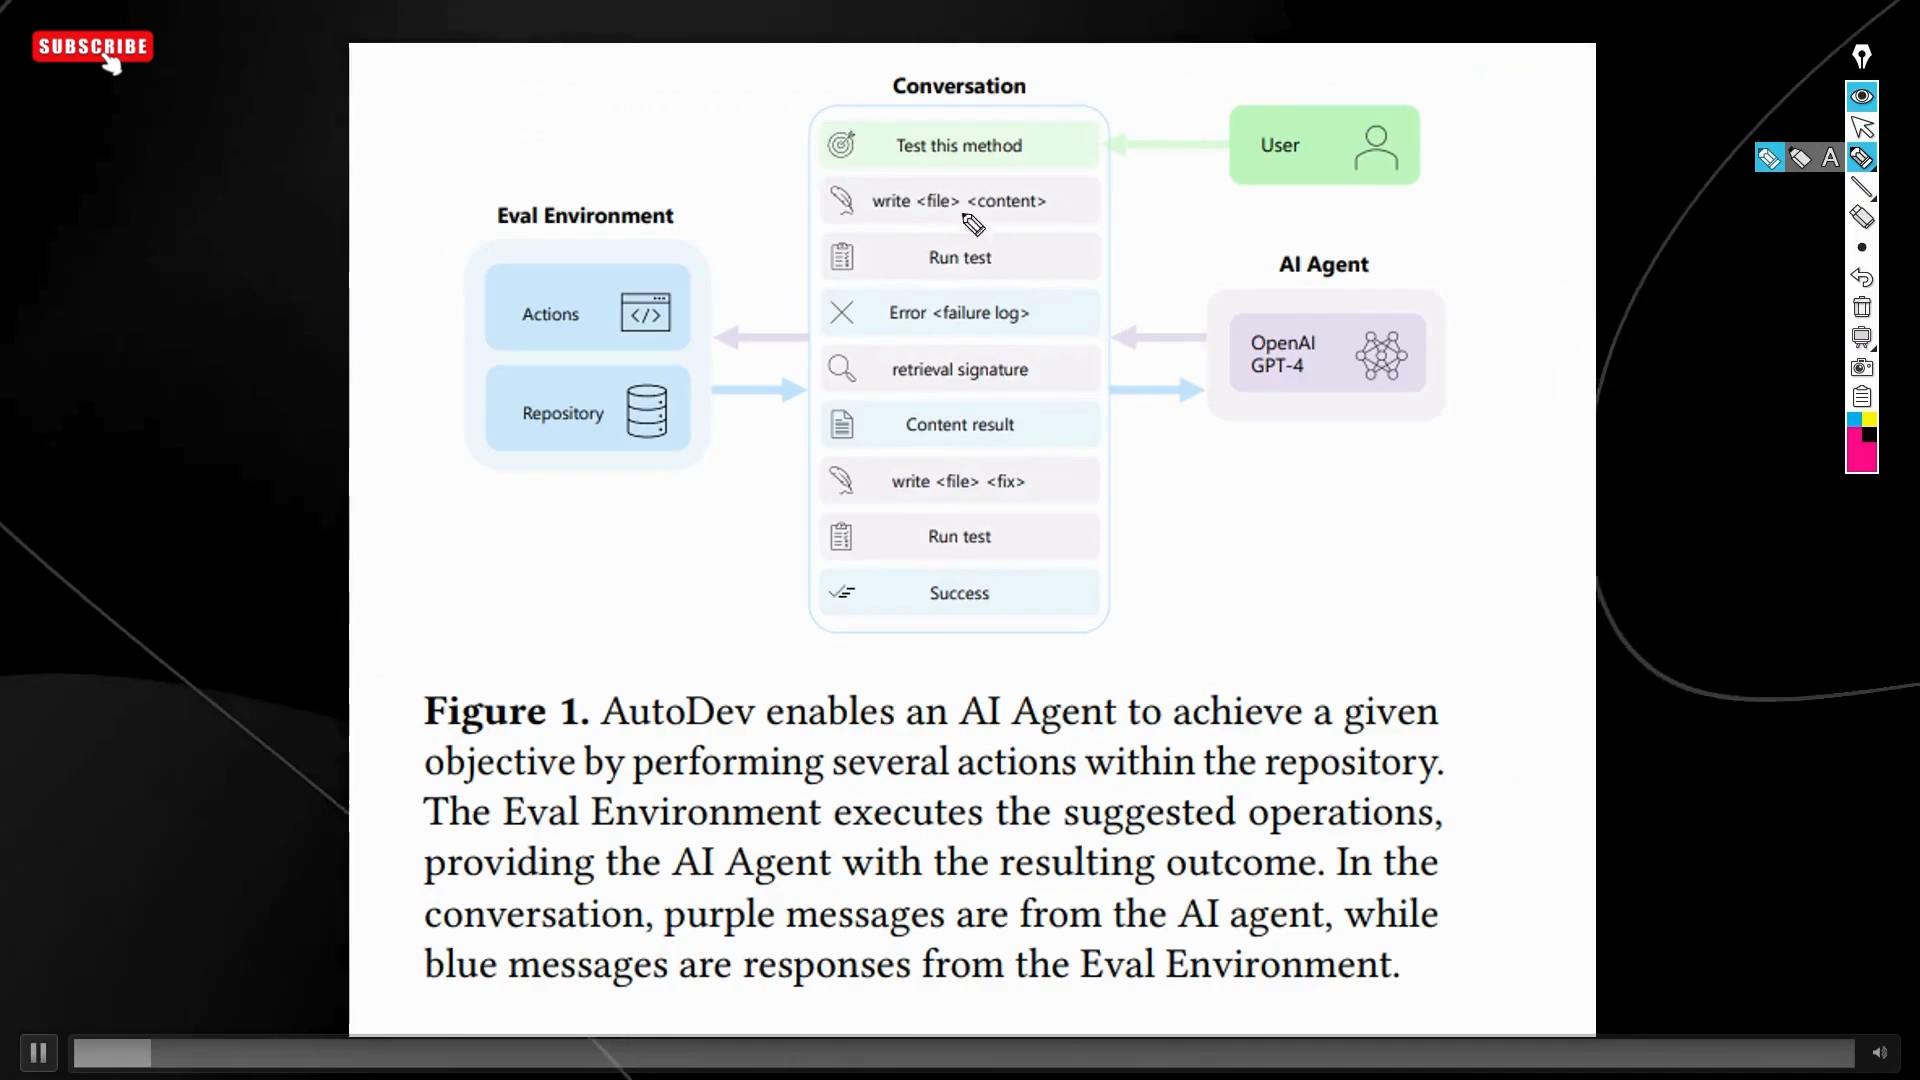 SUBSCRIBE
Conversation
Test this method
User
write <file> <content>
Eval Environment
Run test
AI Agent
Actions
Error <failure log>
OpenAI
GPT-4
retrieval signature
Repository
Content result
write <file> <fix>
Run test
Success
A
Figure 1. AutoDev enables an AI Agent to achieve a given
objective by performing several actions within the repository.
The Eval Environment executes the suggested operations,
providing the AI Agent with the resulting outcome. In the
conversation, purple messages are from the AI agent, while
blue messages are responses from the Eval Environment.